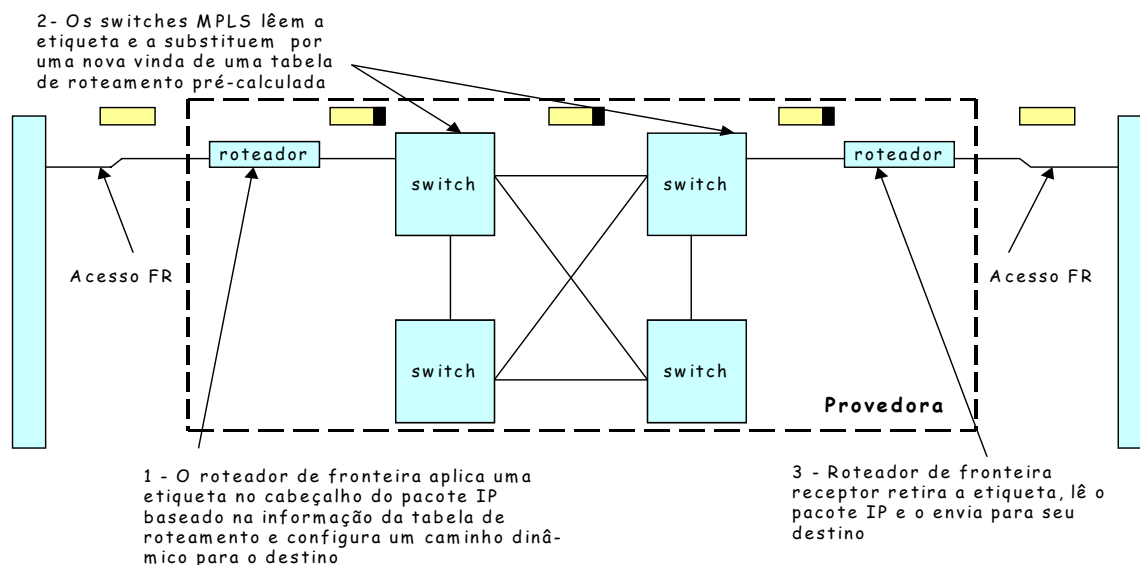 2- Os switches MPLS lêem a
etiqueta e a substituem por
uma nova vinda de uma tabela
de roteamento pré-calculada
roteador
switch
switch
roteador
Acesso FR
Acesso FR
switch
switch
Provedora
1 - O roteador de fronteira aplica uma
etiqueta no cabeçalho do pacote IP
baseado na informação da tabela de
roteamento e configura um caminho dinâ-
mico para o destino
3 - Roteador de fronteira
receptor retira a etiqueta, lê o
pacote IP e o envia para seu
destino